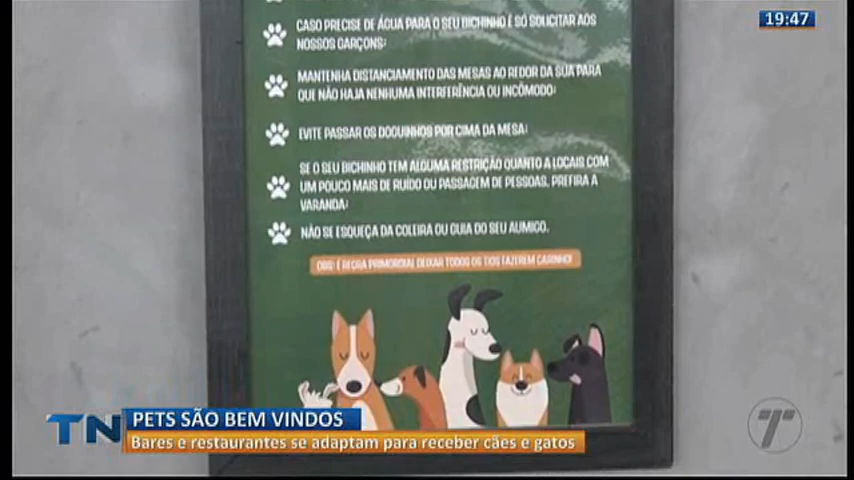 19:47
CASO PRECISE DE ÁGUA PARA O SEU BICHINHO É SÓ SOLICITAR AOS
NOSSOS GARÇONS;
MANTENHA DISTANCIAMENTO DAS MESAS AO REDOR DA SUA PARA
QUE NÃO HAJA NENHUMA INTERFERÊNCIA OU INCÔMODO;
EVITE PASSAR OS DOGUINHOS POR CIMA DA MESA;
SE O SEU BICHINHO TEM ALGUMA RESTRIÇÃO QUANTO A LOCAIS COM
UM POUCO MAIS DE RUÍDO OU PASSAGEM DE PESSOAS, PREFIRA A
VARANDA;
NÃO SE ESQUEÇA DA COLEIRA OU GUIA DO SEU AUMIGO.
OBS: É REGRA PRIMORDIAL DEIXAR TODOS OS TIOS FAZEREM CARINHO!
TN
PETS SÃO BEM VINDOS
Bares e restaurantes se adaptam para receber cães e gatos
T